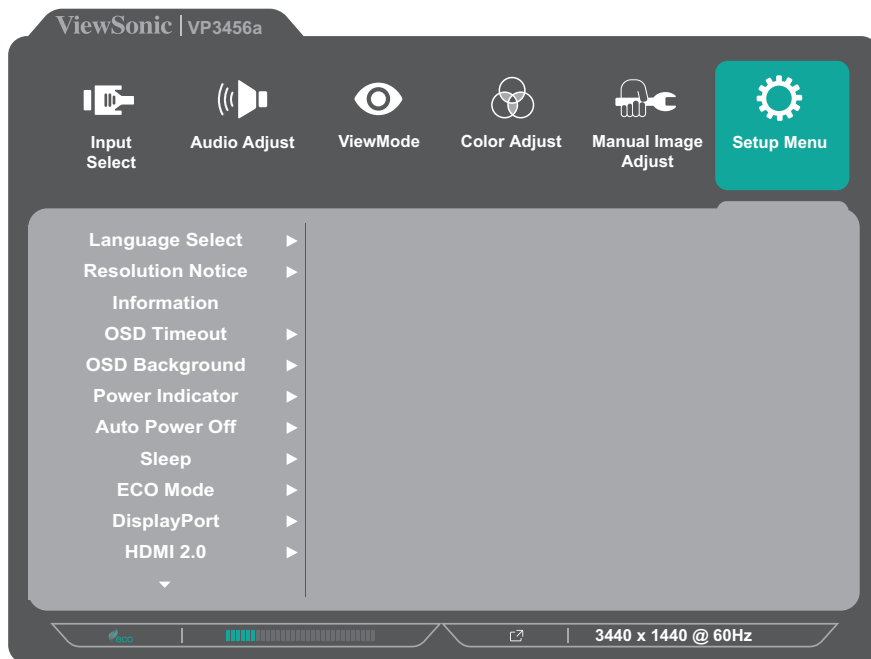 ViewSonic | VP3456a
Input
Select
Audio Adjust
ViewMode
Color Adjust
Manual Image
Adjust
Setup Menu
Language Select
Resolution Notice
Information
OSD Timeout
OSD Background
Power Indicator
Auto Power Off
Sleep
ECO Mode
DisplayPort
HDMI 2.0
eco
3440 x 1440 @ 60Hz